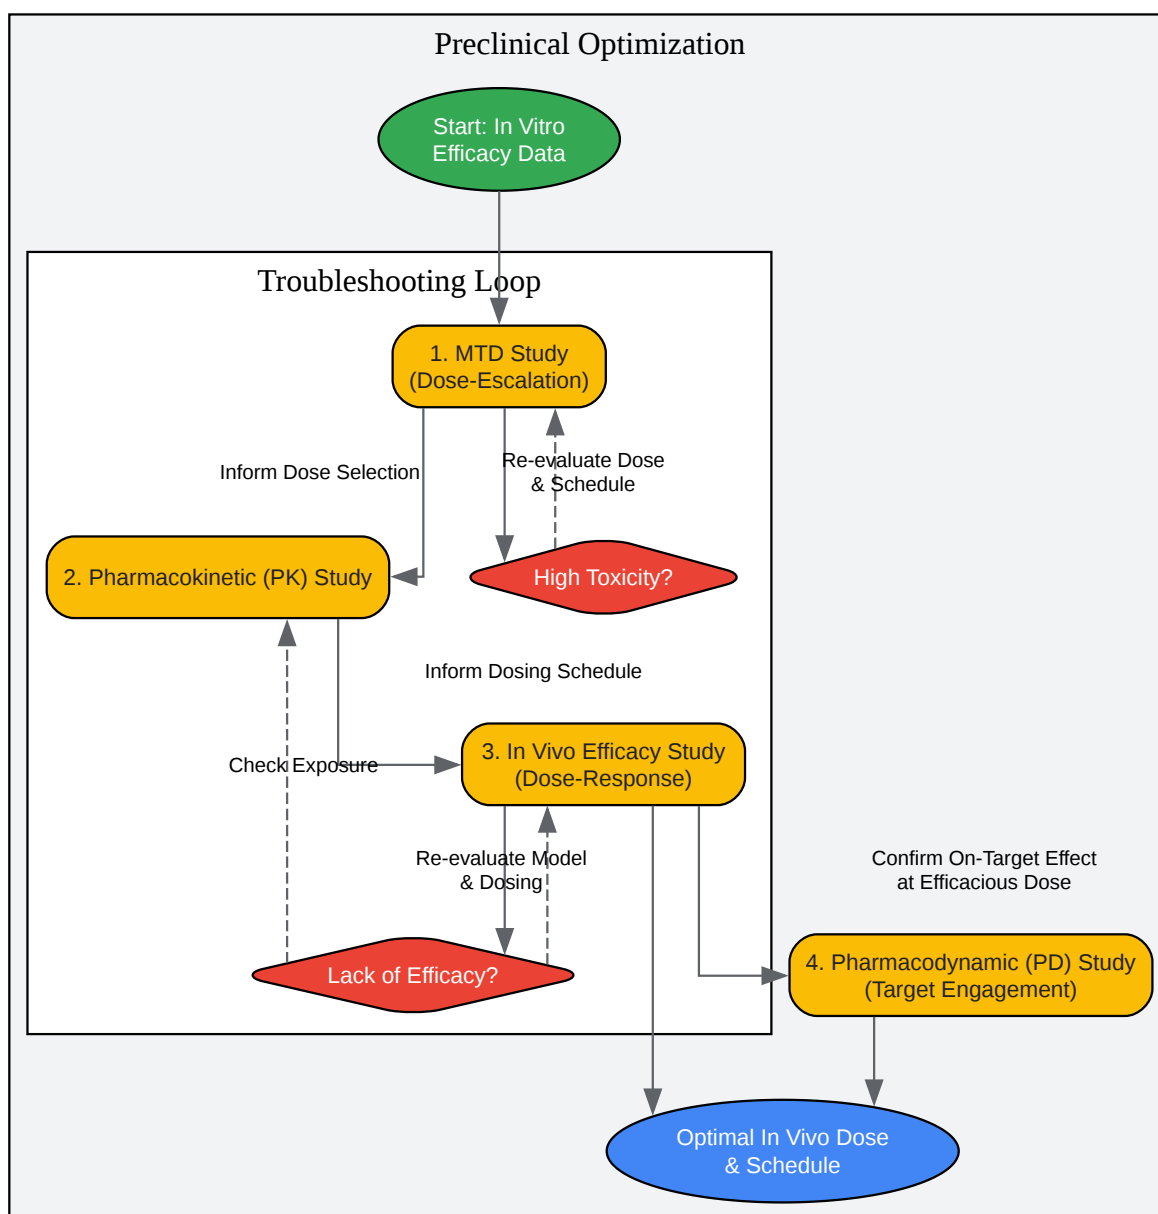 Preclinical Optimization
Start: In Vitro
Efficacy Data
Troubleshooting Loop
1. MTD Study
(Dose-Escalation)
Inform Dose Selection
Re-evaluate Dose
& Schedule
2. Pharmacokinetic (PK) Study
High Toxicity?
Inform Dosing Schedule
Check Exposure
3. In Vivo Efficacy Study
(Dose-Response)
Re-evaluate Model
& Dosing
Confirm On-Target Effect
at Efficacious Dose
Lack of Efficacy?
4. Pharmacodynamic (PD) Study
(Target Engagement)
Optimal In Vivo Dose
& Schedule